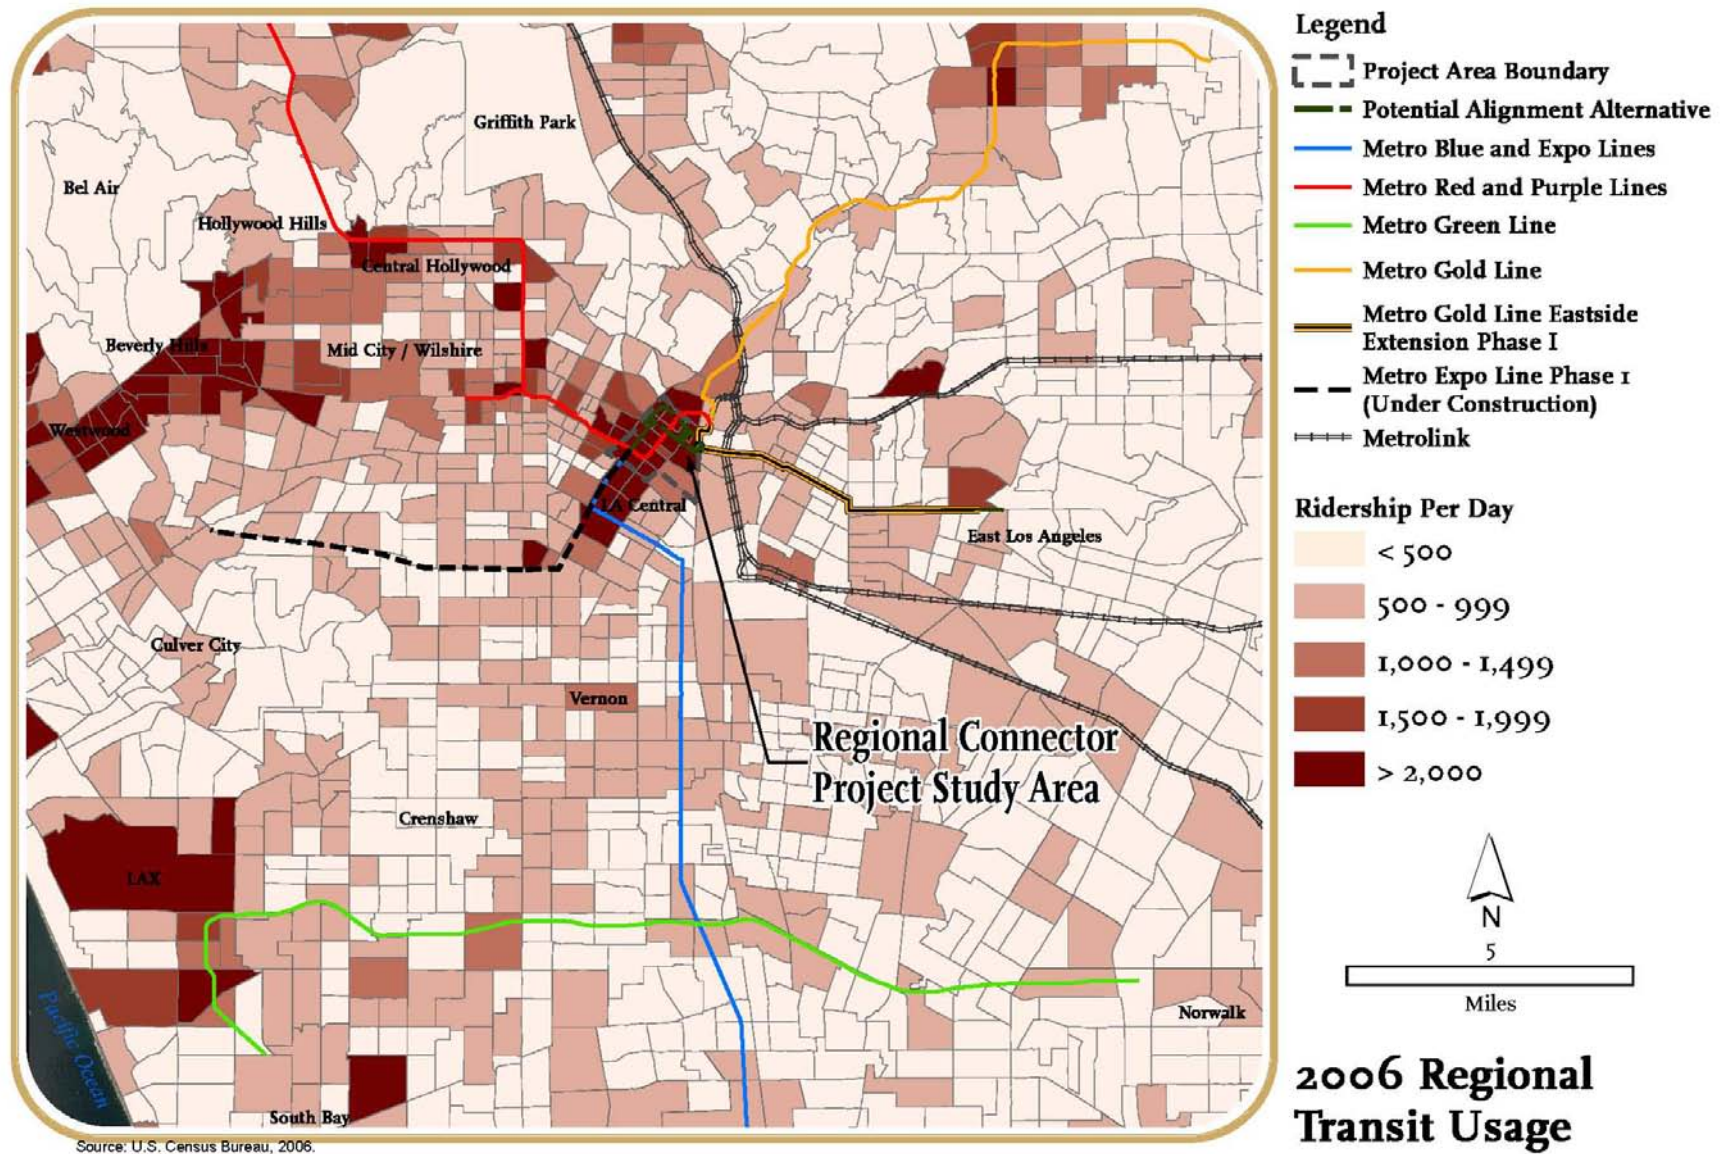 Griffith Park
Bel Air
Hollywood Hills
Central Hollywood
Beverly Hills
Mid City / Wilshire
Westwood
LA Central
East Los Angeles
Culver City
Vernon
Regional Connector
Project Study Area
Crenshaw
LAX
Pacific Ocean
Norwalk
South Bay
Source: U.S. Census Bureau, 2006.
Legend
Project Area Boundary
Potential Alignment Alternative
Metro Blue and Expo Lines
Metro Red and Purple Lines
Metro Green Line
Metro Gold Line
Metro Gold Line Eastside
Extension Phase I
Metro Expo Line Phase 1
(Under Construction)
Metrolink
Ridership Per Day
< 500
500 - 999
1,000 - 1,499
1,500 - 1,999
> 2,000
N
5
Miles
2006 Regional
Transit Usage